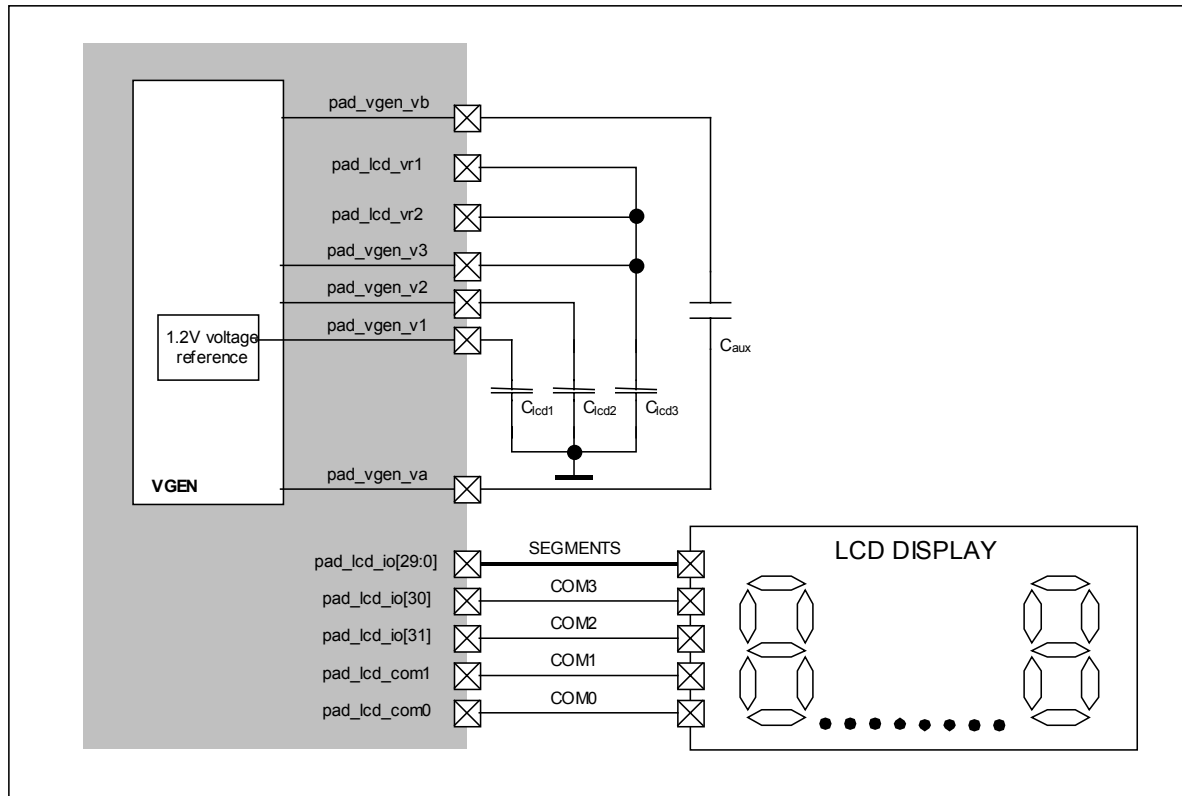 pad_vgen_vb
pad_lcd_vr1
pad_lcd_vr2
pad_vgen_v3
pad_vgen_v2
pad_vgen_v1
1.2V voltage
reference
Caux
Clcd1
Clcd2
Clcd3
pad_vgen_va
VGEN
pad_lcd_io[29:0]
SEGMENTS
LCD DISPLAY
pad_lcd_io[30]
COM3
pad_lcd_io[31]
COM2
pad_lcd_com1
COM1
pad_lcd_com0
COM0